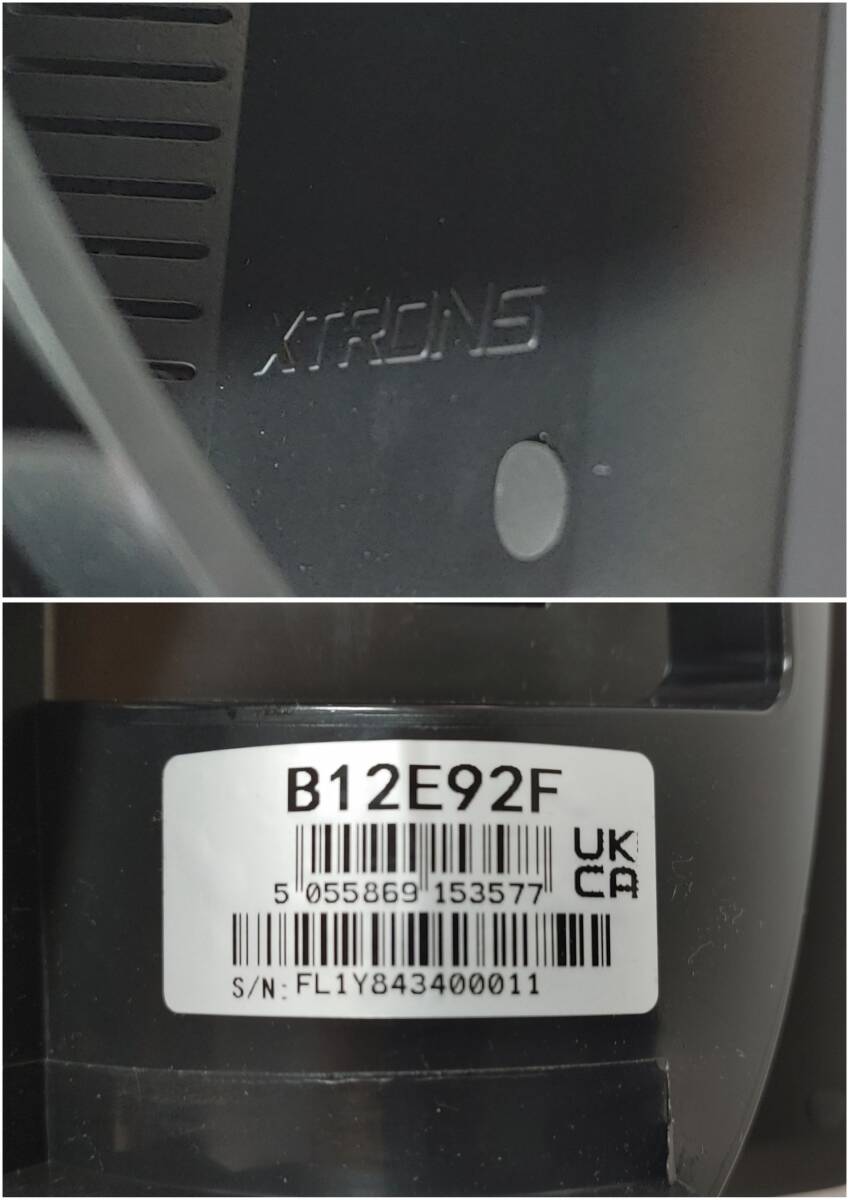 XTRONS
B12E92F
UK
CA
5 055869 153577
S/N: FL1Y843400011